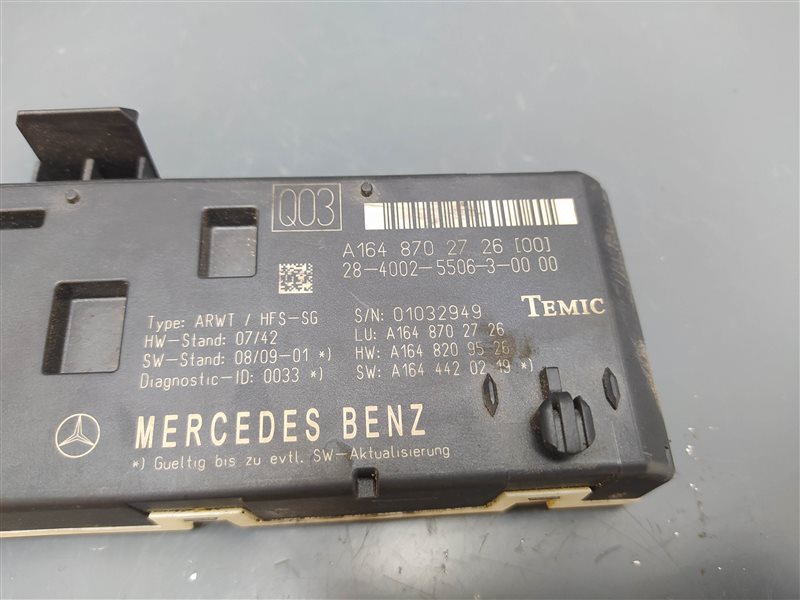 Q03
A164 870 27 26 [00]
28-4002-5506-3-00 00
Type: ARWT / HFS-SG
HW-Stand: 07/42
SW-Stand: 08/09-01 *)
Diagnostic-ID: 0033 *)
S/N: 01032949
LU: A164 870 27 26
HW: A164 820 95 26
SW: A164 442 02 19 *)
TEMIC
MERCEDES BENZ
*) Gueltig bis zu evtl. SW-Aktualisierung